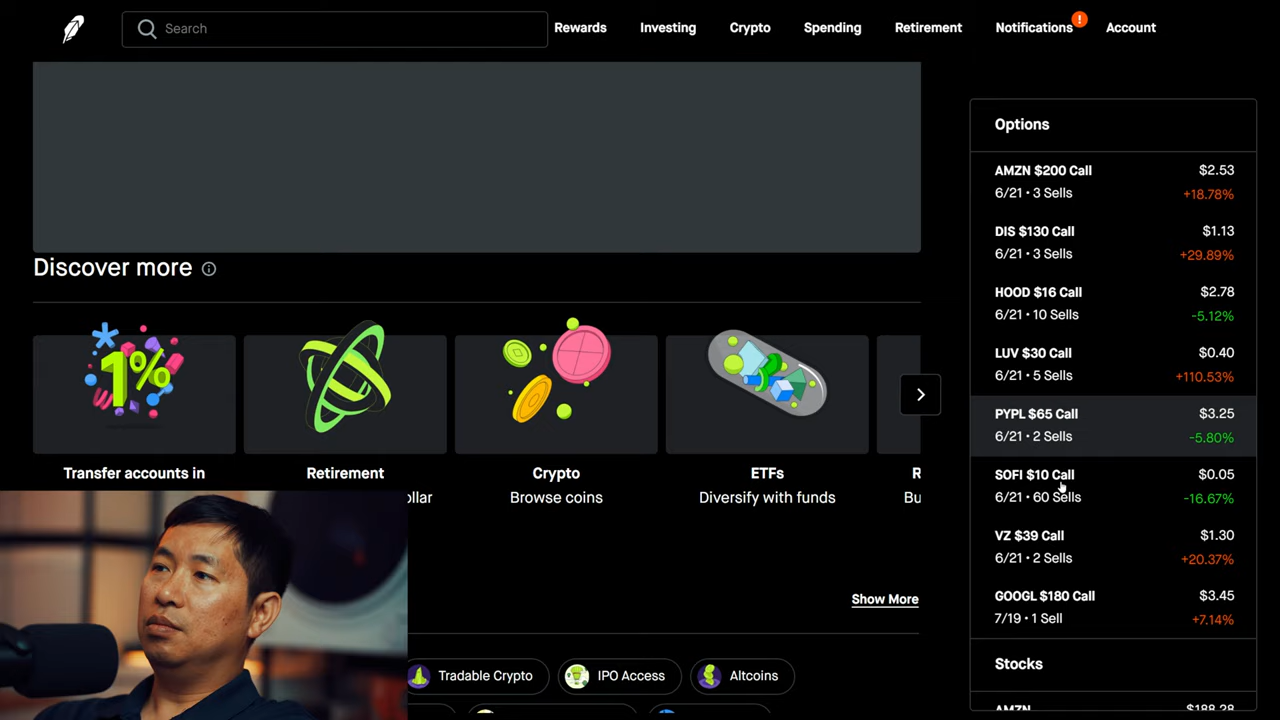 Search
Rewards
Investing
Crypto
Spending
Retirement
Notifications
!
Account
Discover more
1%
Transfer accounts in
Retirement
Crypto
ETFs
R
llar
Browse coins
Diversify with funds
Bu
Show More
Tradable Crypto
IPO Access
Altcoins
Options
AMZN $200 Call
$2.53
6/21 • 3 Sells
+18.78%
DIS $130 Call
$1.13
6/21 • 3 Sells
+29.89%
HOOD $16 Call
$2.78
6/21 • 10 Sells
-5.12%
LUV $30 Call
$0.40
6/21 • 5 Sells
+110.53%
PYPL $65 Call
$3.25
6/21 • 2 Sells
-5.80%
SOFI $10 Call
$0.05
6/21 • 60 Sells
-16.67%
VZ $39 Call
$1.30
6/21 • 2 Sells
+20.37%
GOOGL $180 Call
$3.45
7/19 • 1 Sell
+7.14%
Stocks
AMZN
$188.28